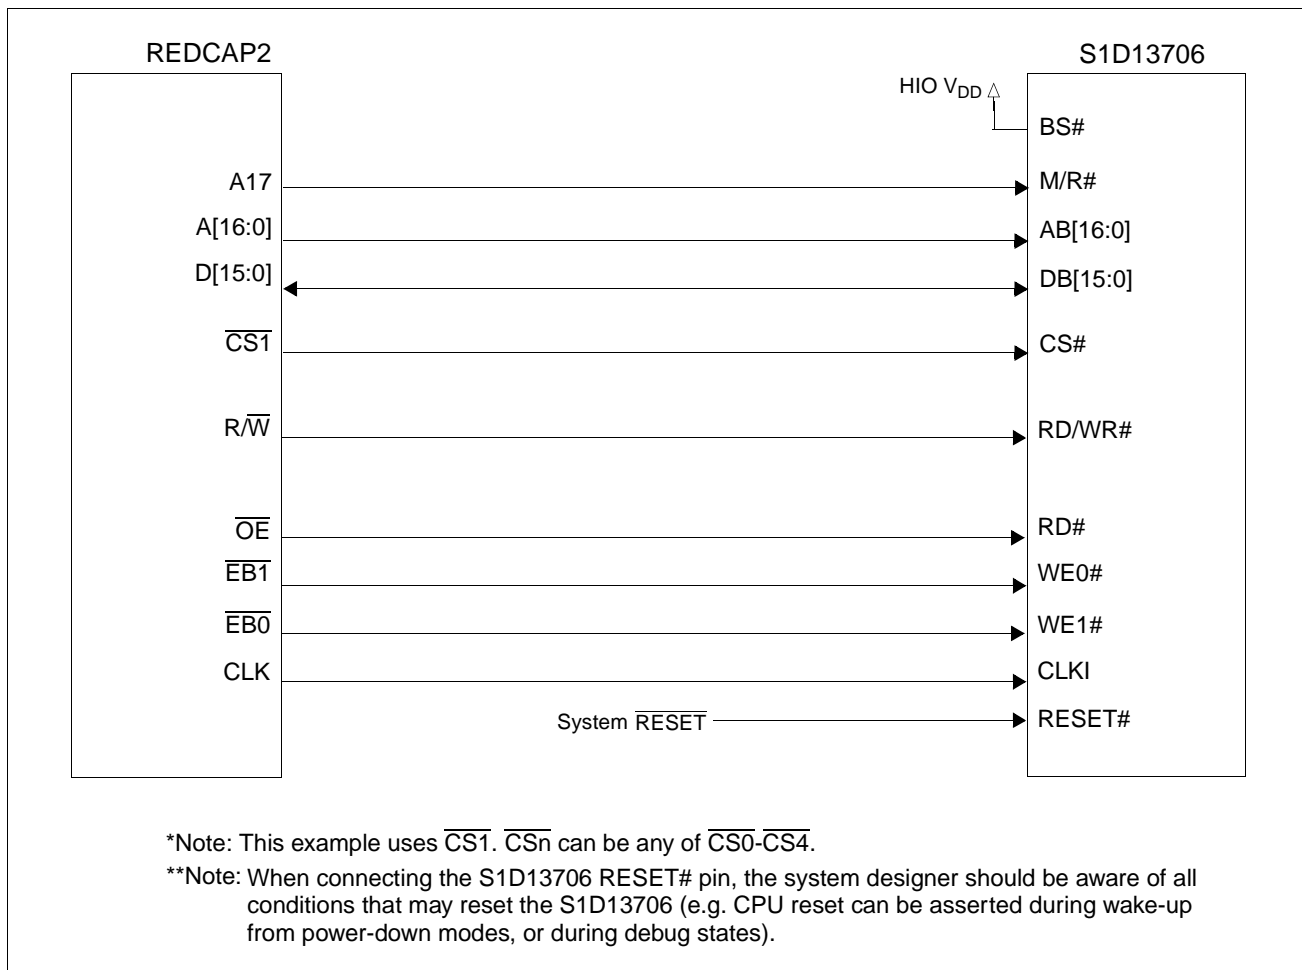 REDCAP2 S1D13706
HIO VDD
BS#
A17 M/R#
A[16:0] AB[16:0]
D[15:0] DB[15:0]
CS1 CS#
R/W RD/WR#
OE RD#
EB1 WE0#
EB0 WE1#
CLK CLKI
System RESET RESET#
*Note: This example uses CS1. CSn can be any of CS0-CS4.
**Note: When connecting the S1D13706 RESET# pin, the system designer should be aware of all
conditions that may reset the S1D13706 (e.g. CPU reset can be asserted during wake-up
from power-down modes, or during debug states).